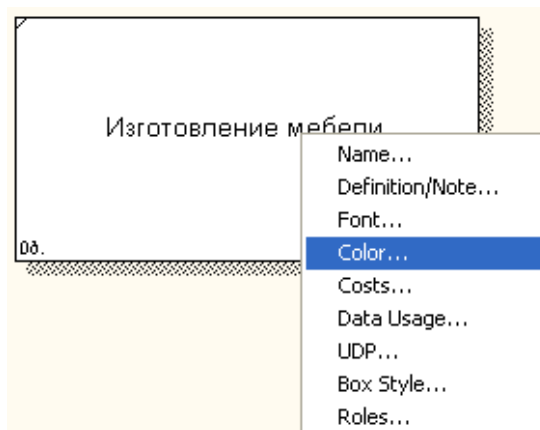 Изготовление мебели
Name...
Definition/Note...
Font...
0д.
Color...
Costs...
Data Usage...
UDP...
Box Style...
Roles...